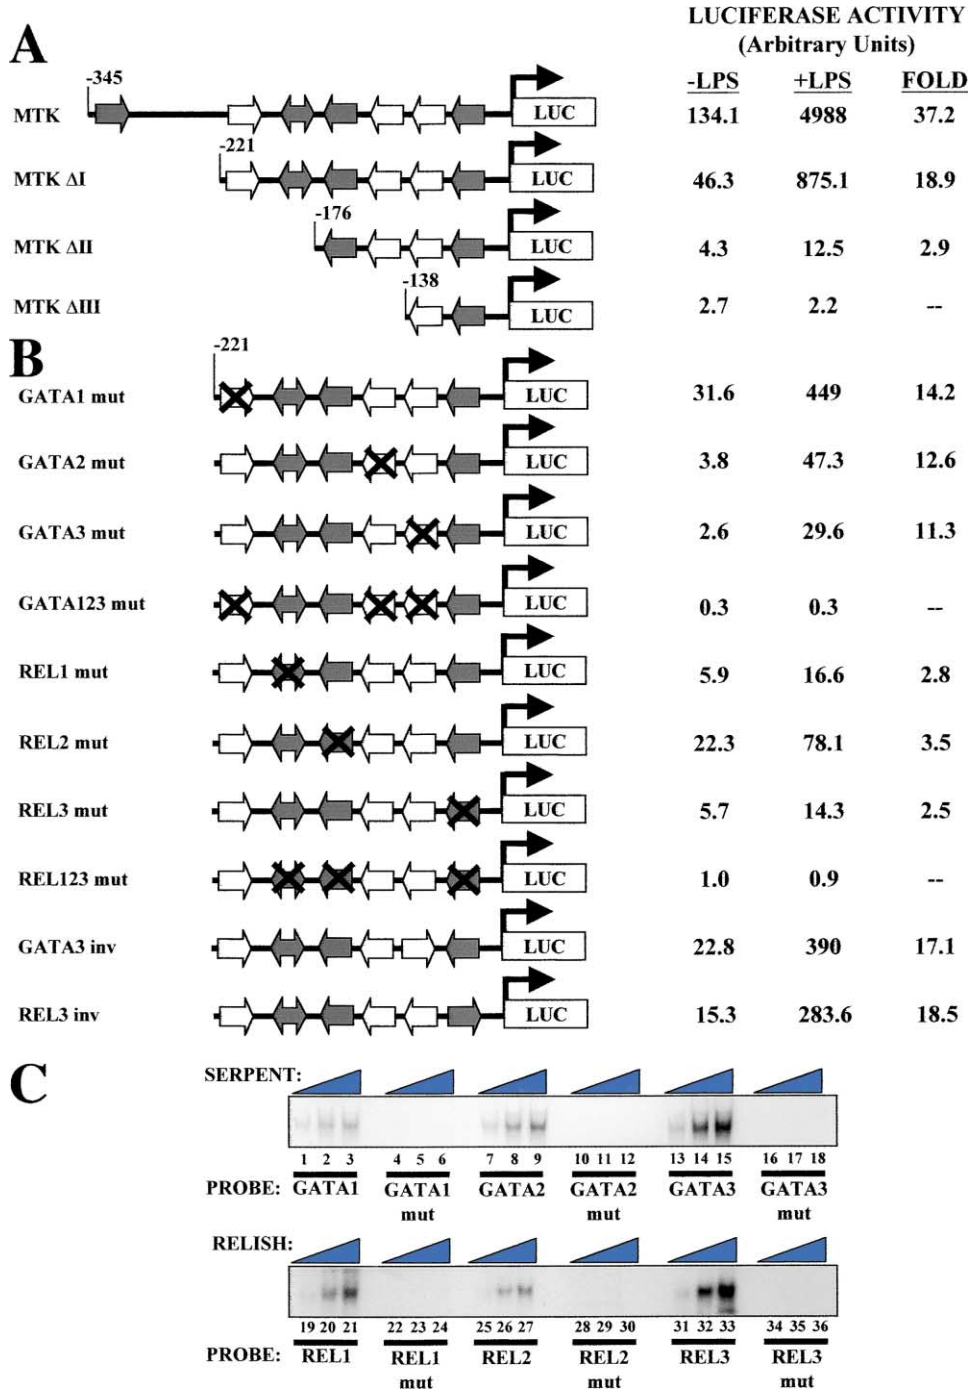 LUCIFERASE ACTIVITY
(Arbitrary Units)
A
-LPS +LPS FOLD
-345
MTK LUC 134.1 4988 37.2
-221
MTK ΔI LUC 46.3 875.1 18.9
-176
MTK ΔII LUC 4.3 12.5 2.9
-138
MTK ΔIII LUC 2.7 2.2 --
B
-221
GATA1 mut LUC 31.6 449 14.2
GATA2 mut LUC 3.8 47.3 12.6
GATA3 mut LUC 2.6 29.6 11.3
GATA123 mut LUC 0.3 0.3 --
REL1 mut LUC 5.9 16.6 2.8
REL2 mut LUC 22.3 78.1 3.5
REL3 mut LUC 5.7 14.3 2.5
REL123 mut LUC 1.0 0.9 --
GATA3 inv LUC 22.8 390 17.1
REL3 inv LUC 15.3 283.6 18.5
C
SERPENT:
1 2 3 4 5 6 7 8 9 10 11 12 13 14 15 16 17 18
PROBE: GATA1 GATA1 GATA2 GATA2 GATA3 GATA3
mut mut mut
RELISH:
19 20 21 22 23 24 25 26 27 28 29 30 31 32 33 34 35 36
PROBE: REL1 REL1 REL2 REL2 REL3 REL3
mut mut mut